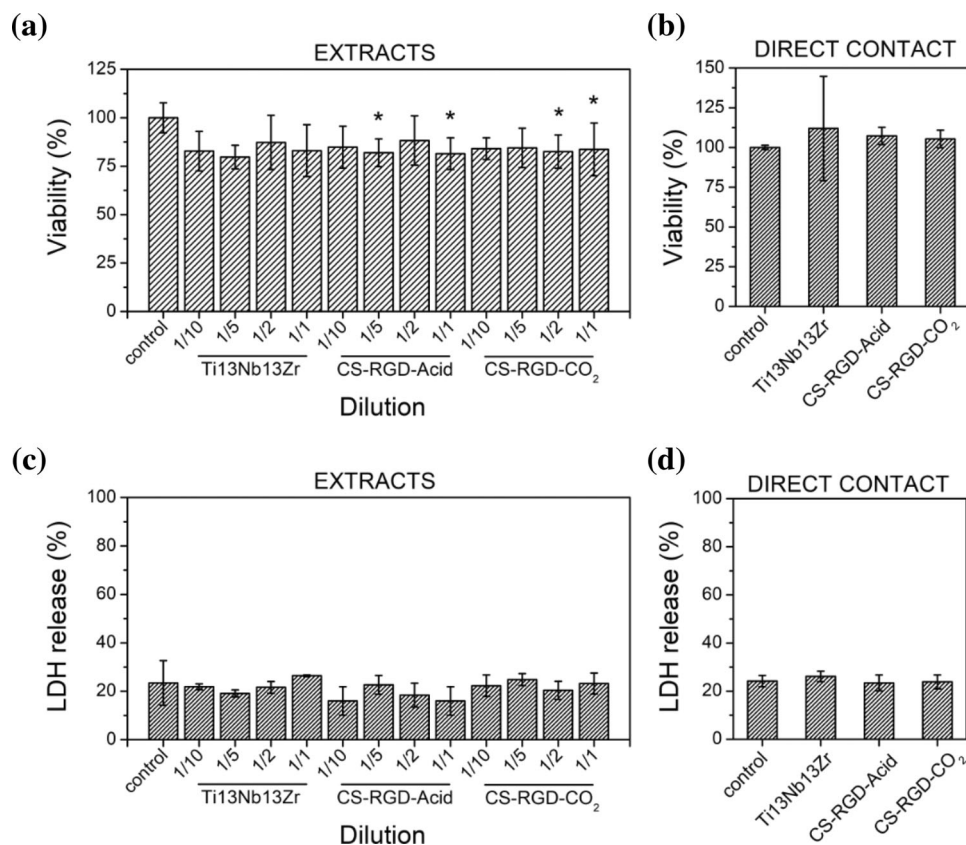 (a)
EXTRACTS
Viability (%)
125
100
75
50
25
0
* * * *
control 1/10 1/5 1/2 1/1 1/10 1/5 1/2 1/1 1/10 1/5 1/2 1/1
Ti13Nb13Zr CS-RGD-Acid CS-RGD-CO₂
Dilution
(b)
DIRECT CONTACT
Viability (%)
150
125
100
75
50
25
0
control Ti13Nb13Zr CS-RGD-Acid CS-RGD-CO₂
(c)
EXTRACTS
LDH release (%)
100
80
60
40
20
0
control 1/10 1/5 1/2 1/1 1/10 1/5 1/2 1/1 1/10 1/5 1/2 1/1
Ti13Nb13Zr CS-RGD-Acid CS-RGD-CO₂
Dilution
(d)
DIRECT CONTACT
LDH release (%)
100
80
60
40
20
0
control Ti13Nb13Zr CS-RGD-Acid CS-RGD-CO₂